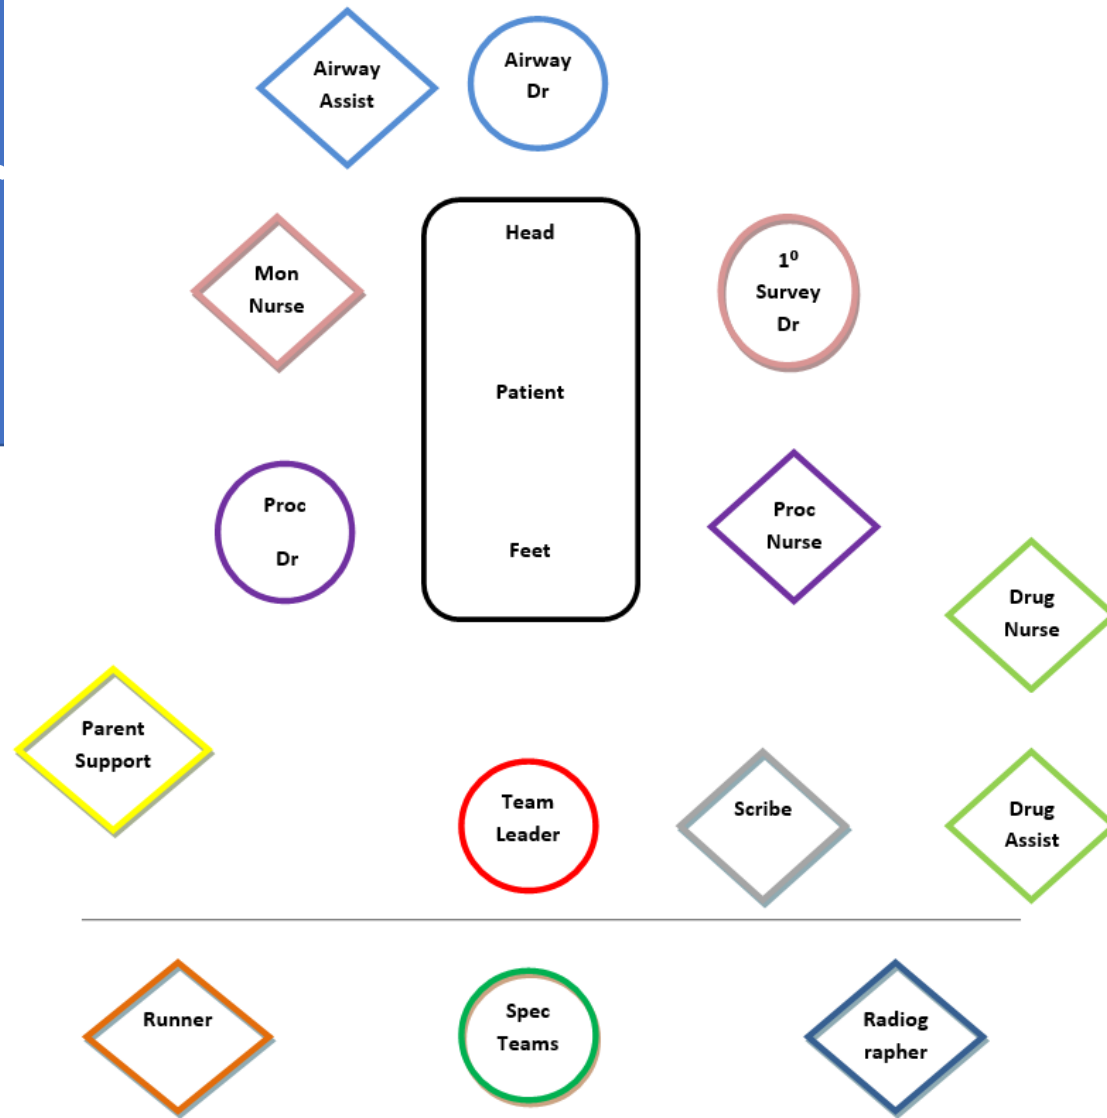 Airway
Assist
Airway
Dr
Head
Mon
Nurse
1⁰
Survey
Dr
Patient
Proc
Dr
Proc
Nurse
Feet
Drug
Nurse
Parent
Support
Team
Leader
Scribe
Drug
Assist
Runner
Spec
Teams
Radiog
rapher